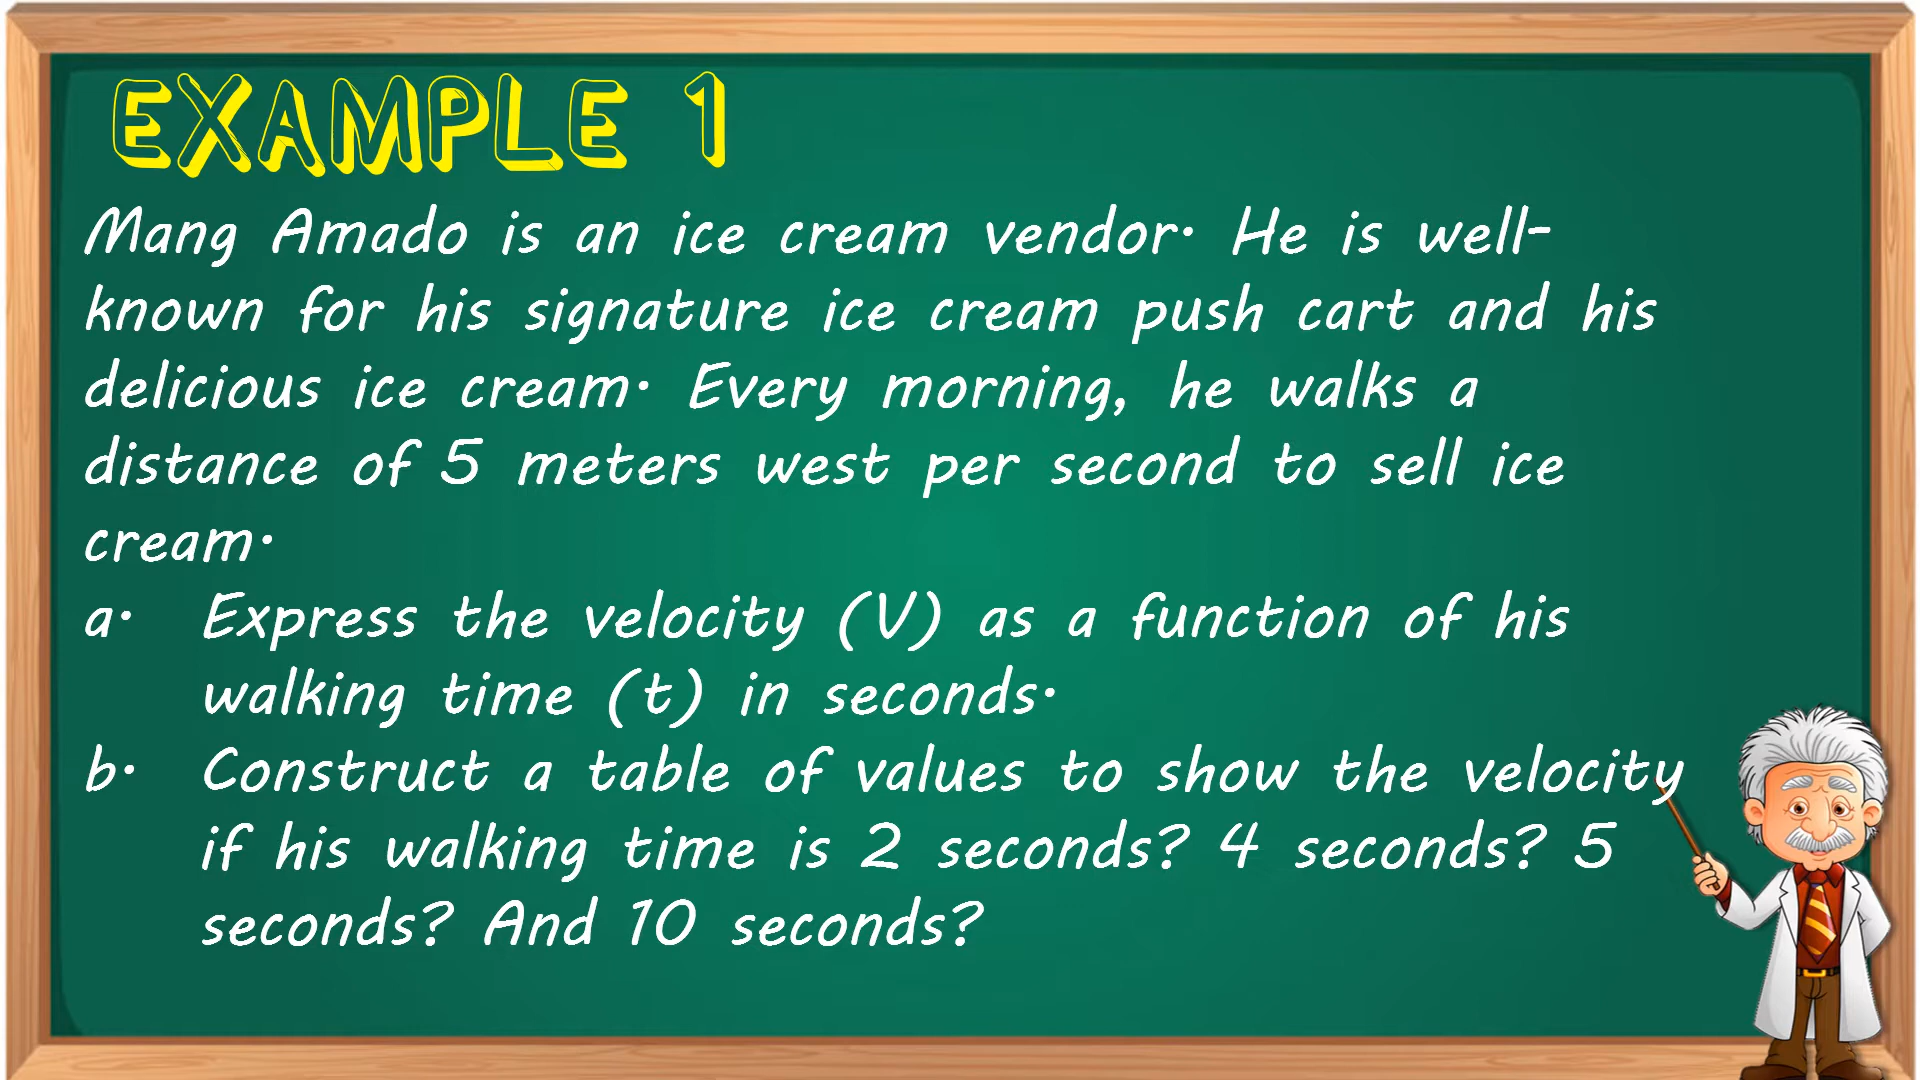 EXAMPLE 1
Mang Amado is an ice cream vendor. He is well-
known for his signature ice cream push cart and his
delicious ice cream. Every morning, he walks a
distance of 5 meters west per second to sell ice
cream.
a. Express the velocity (V) as a function of his
walking time (t) in seconds.
b. Construct a table of values to show the velocity
if his walking time is 2 seconds? 4 seconds? 5
seconds? And 10 seconds?